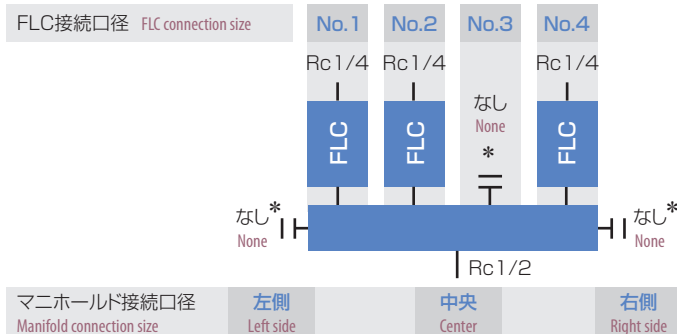 FLC接続口径 FLC connection size No.1 No.2 No.3 No.4
Rc1/4 Rc1/4 Rc1/4
なし
None
*
FLC FLC FLC
なし* なし*
None None
Rc1/2
マニホールド接続口径 左側 中央 右側
Manifold connection size Left side Center Right side